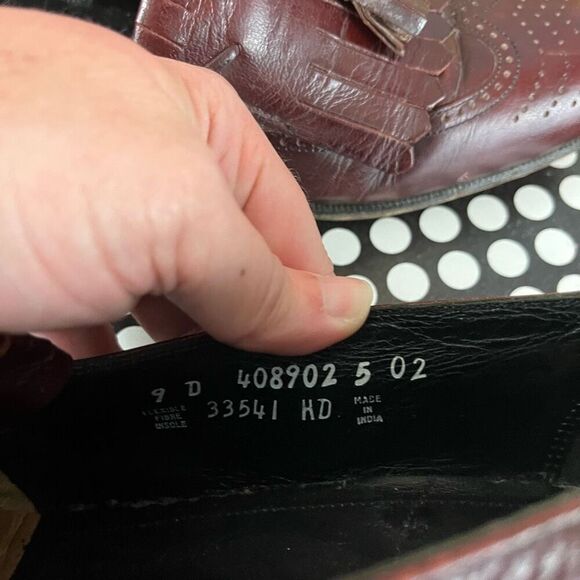 9 D 408902 5 02
FLEXIBLE FIBRE INSOLE 33541 HD MADE IN INDIA